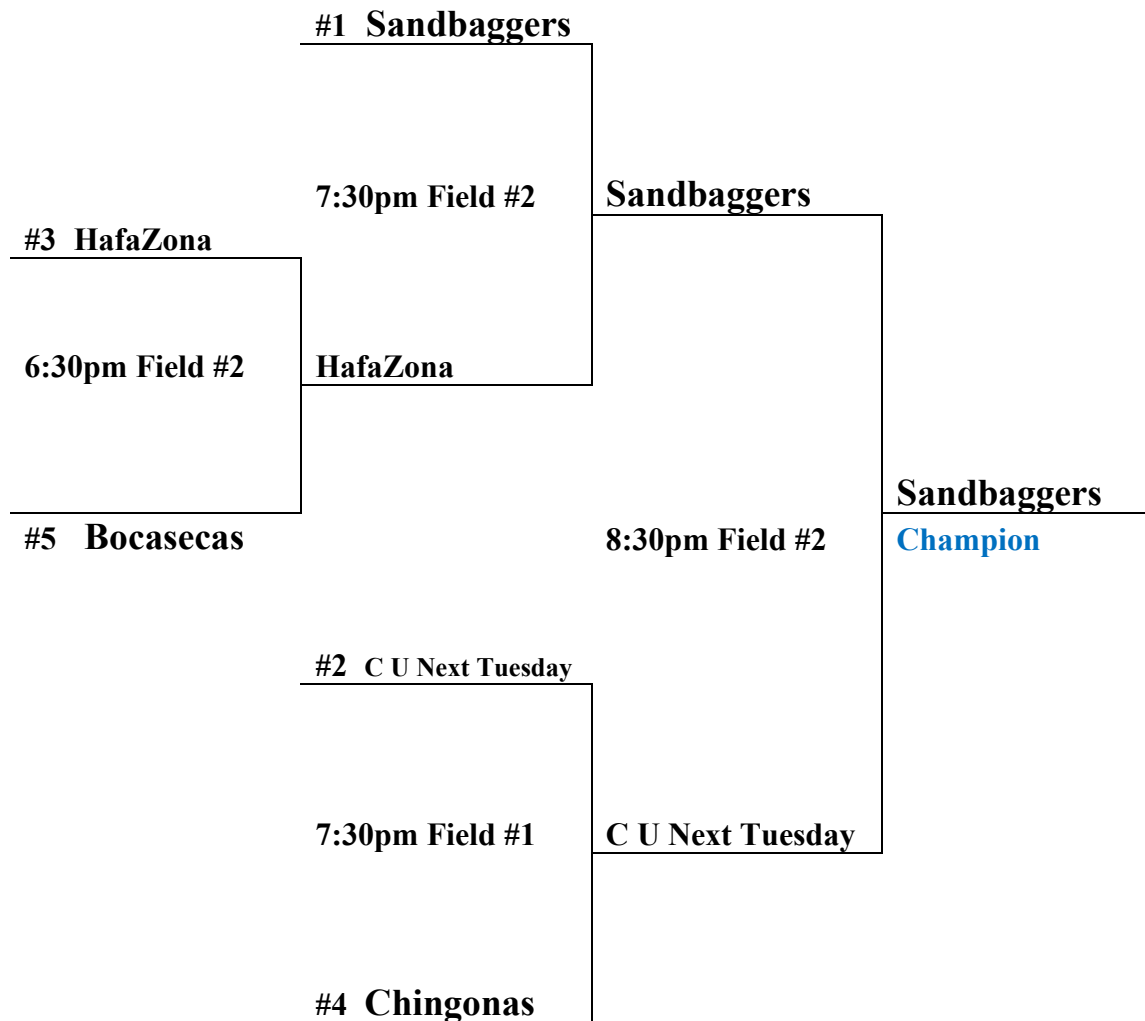 #1 Sandbaggers
7:30pm Field #2
Sandbaggers
#3 HafaZona
6:30pm Field #2
HafaZona
Sandbaggers
#5 Bocasecas
8:30pm Field #2
Champion
#2 C U Next Tuesday
7:30pm Field #1
C U Next Tuesday
#4 Chingonas